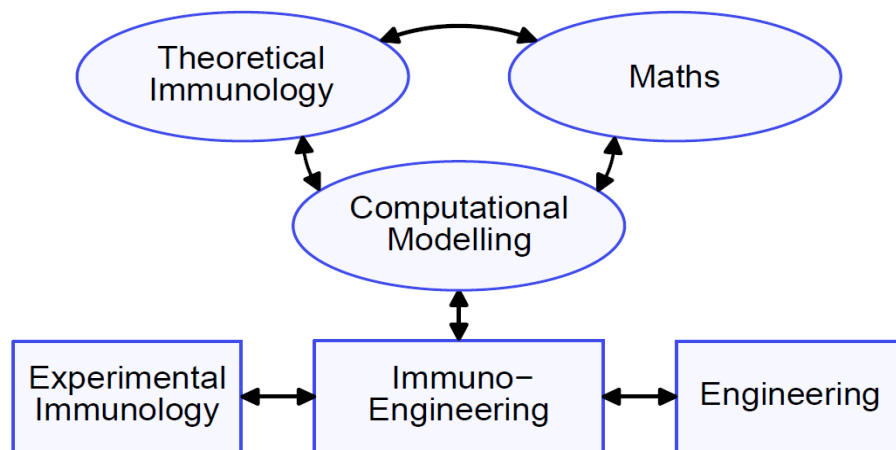 Theoretical
Immunology
Maths
Computational
Modelling
Experimental
Immunology
Immuno−
Engineering
Engineering